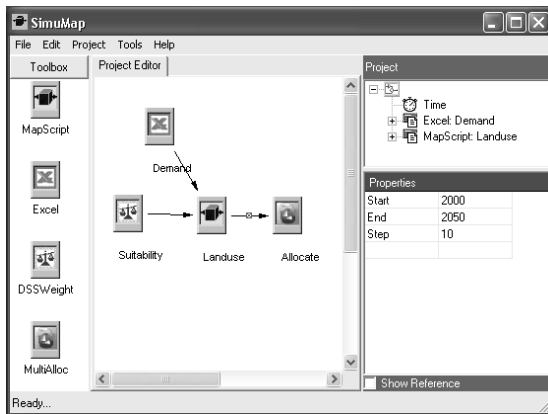 SimuMap
File Edit Project Tools Help
Toolbox
MapScript
Excel
DSSWeight
MultiAlloc
Project Editor
Demand
Suitability
Landuse
Allocate
Project
Time
Excel: Demand
MapScript: Landuse
Properties
Start 2000
End 2050
Step 10
Show Reference
Ready...